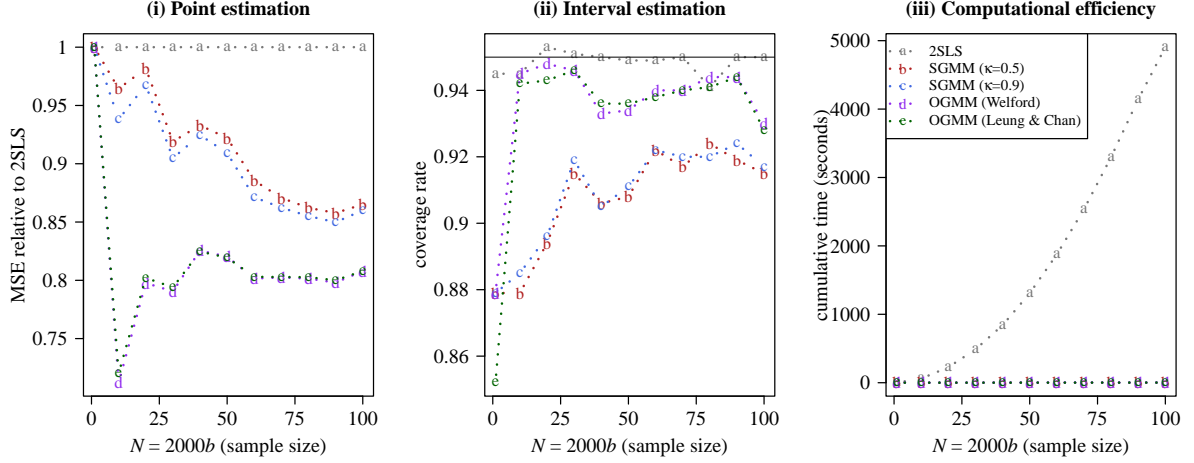 (i) Point estimation
MSE relative to 2SLS
1
0.95
0.9
0.85
0.8
0.75
0
25
50
75
100
N = 2000b (sample size)
a a a a a a a a a a a
b b b b b b b b b b b
c c c c c c c c c c c
d d d d d d d d d d d
e e e e e e e e e e e
(ii) Interval estimation
coverage rate
0.94
0.92
0.9
0.88
0.86
0
25
50
75
100
N = 2000b (sample size)
a a a a a a a a a a a
b b b b b b b b b b b
c c c c c c c c c c c
d d d d d d d d d d d
e e e e e e e e e e e
(iii) Computational efficiency
cumulative time (seconds)
5000
4000
3000
2000
1000
0
0
25
50
75
100
N = 2000b (sample size)
a 2SLS
b SGMM (κ=0.5)
c SGMM (κ=0.9)
d OGMM (Welford)
e OGMM (Leung & Chan)
a a a a a a a a a a a